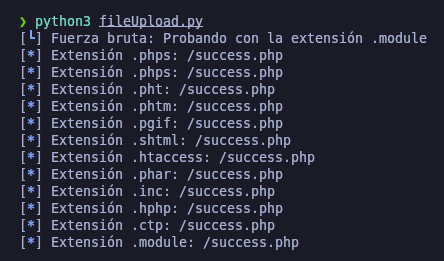 ❯ python3 fileUpload.py
[┗] Fuerza bruta: Probando con la extensión .module
[*] Extensión .phps: /success.php
[*] Extensión .phps: /success.php
[*] Extensión .pht: /success.php
[*] Extensión .phtm: /success.php
[*] Extensión .pgif: /success.php
[*] Extensión .shtml: /success.php
[*] Extensión .htaccess: /success.php
[*] Extensión .phar: /success.php
[*] Extensión .inc: /success.php
[*] Extensión .hphp: /success.php
[*] Extensión .ctp: /success.php
[*] Extensión .module: /success.php